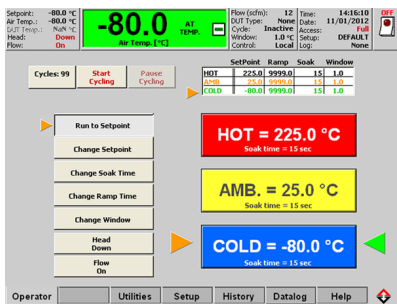 Setpoint: -80.0 °C
Air Temp.: -80.0 °C
DUT Temp.: NaN °C
Head: Down
Flow: On
-80.0
Air Temp. [°C]
AT
TEMP.
Flow (scfm): 12
DUT Type: None
Cycle: Inactive
Window: 1.0 °C
Control: Local
Time: 14:16:10
Date: 11/01/2012
Access: Full
Setup: DEFAULT
Log: None
OFF
Cycles: 99
Start
Cycling
Pause
Cycling
SetPoint Ramp Soak Window
HOT 225.0 9999.0 15 1.0
AMB 25.0 9999.0 15 1.0
COLD -80.0 9999.0 15 1.0
Run to Setpoint
Change Setpoint
Change Soak Time
Change Ramp Time
Change Window
Head
Down
Flow
On
HOT = 225.0 °C
Soak time = 15 sec
AMB. = 25.0 °C
Soak time = 15 sec
COLD = -80.0 °C
Soak time = 15 sec
Operator Utilities Setup History Datalog Help